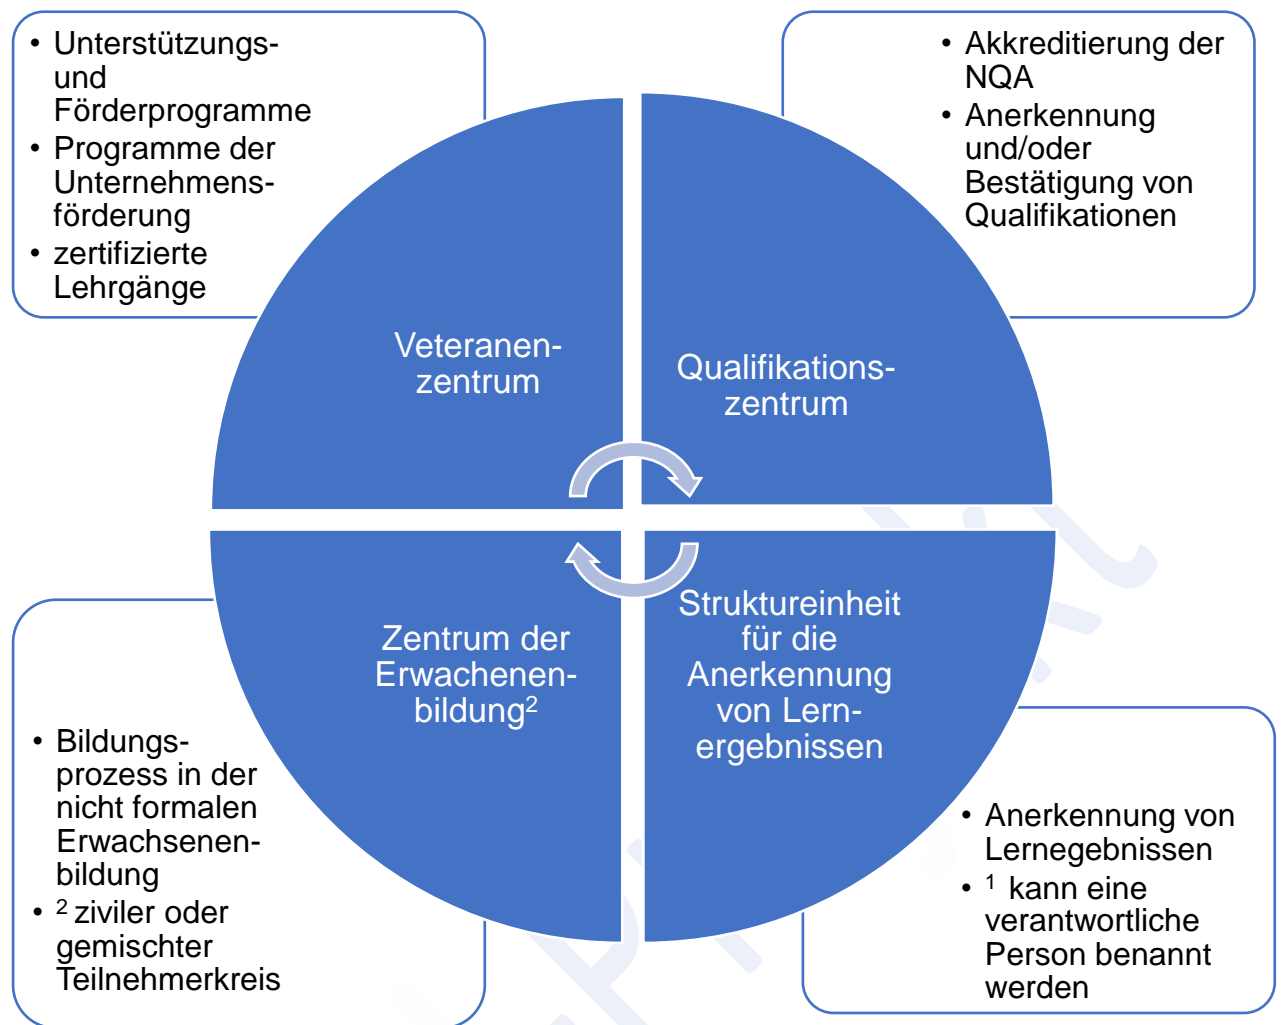 • Unterstützungs-
und
Förderprogramme
• Programme der
Unternehmens-
förderung
• zertifizierte
Lehrgänge
• Akkreditierung der
NQA
• Anerkennung
und/oder
Bestätigung von
Qualifikationen
Veteranen-
zentrum
Qualifikations-
zentrum
Zentrum der
Erwachenen-
bildung²
Struktureinheit
für die
Anerkennung
von Lern-
ergebnissen
• Bildungs-
prozess in der
nicht formalen
Erwachsenen-
bildung
• ² ziviler oder
gemischter
Teilnehmerkreis
• Anerkennung von
Lernegebnissen
• ¹ kann eine
verantwortliche
Person benannt
werden